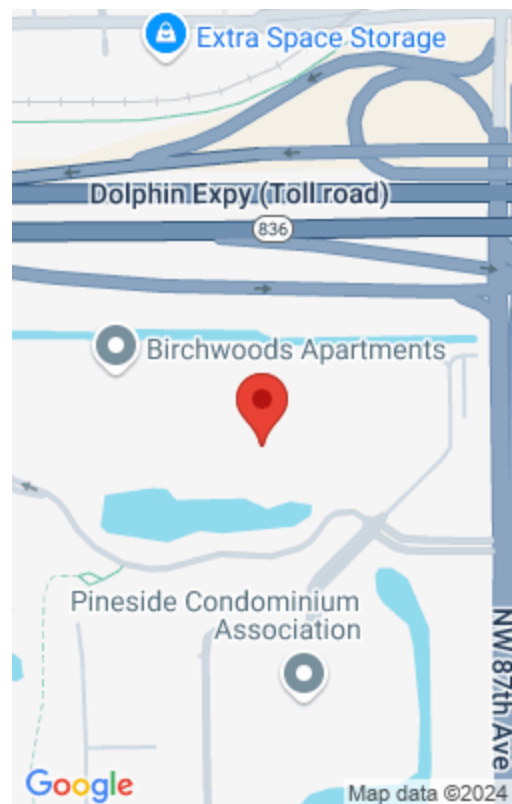 Extra Space Storage
Dolphin Expy (Toll road)
836
Birchwoods Apartments
Pineside Condominium
Association
NW 87th Ave
Google
Map data ©2024